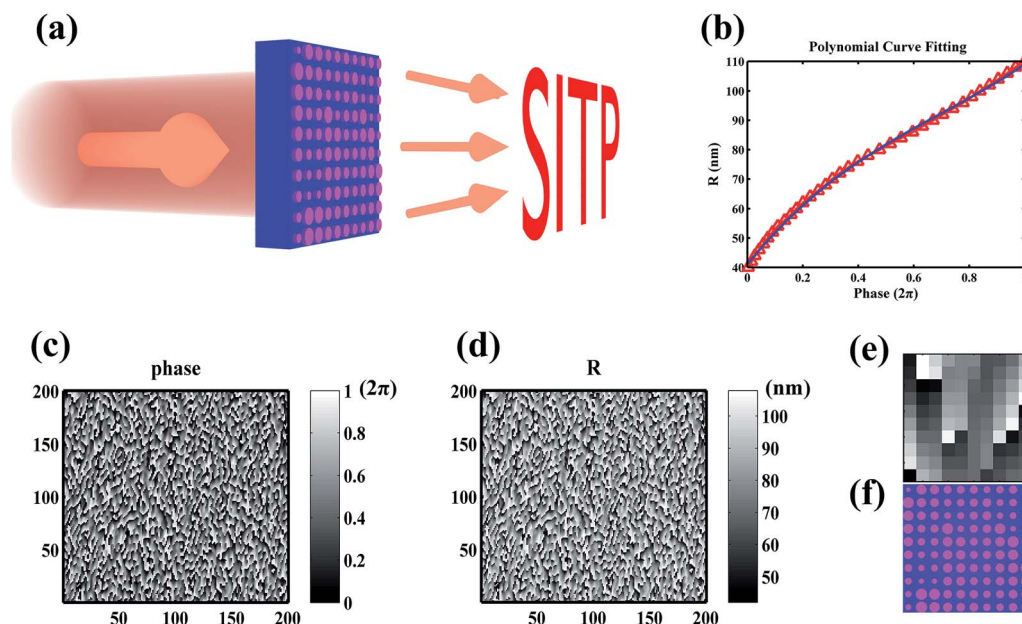 (a)
SITP
(b)
Polynomial Curve Fitting
R (nm)
110
100
90
80
70
60
50
40
0 0.2 0.4 0.6 0.8
Phase (2π)
(c)
phase
200
150
100
50
50 100 150 200
1 (2π)
0.8
0.6
0.4
0.2
0
(d)
R
200
150
100
50
50 100 150 200
(nm)
100
90
80
70
60
50
(e)
(f)